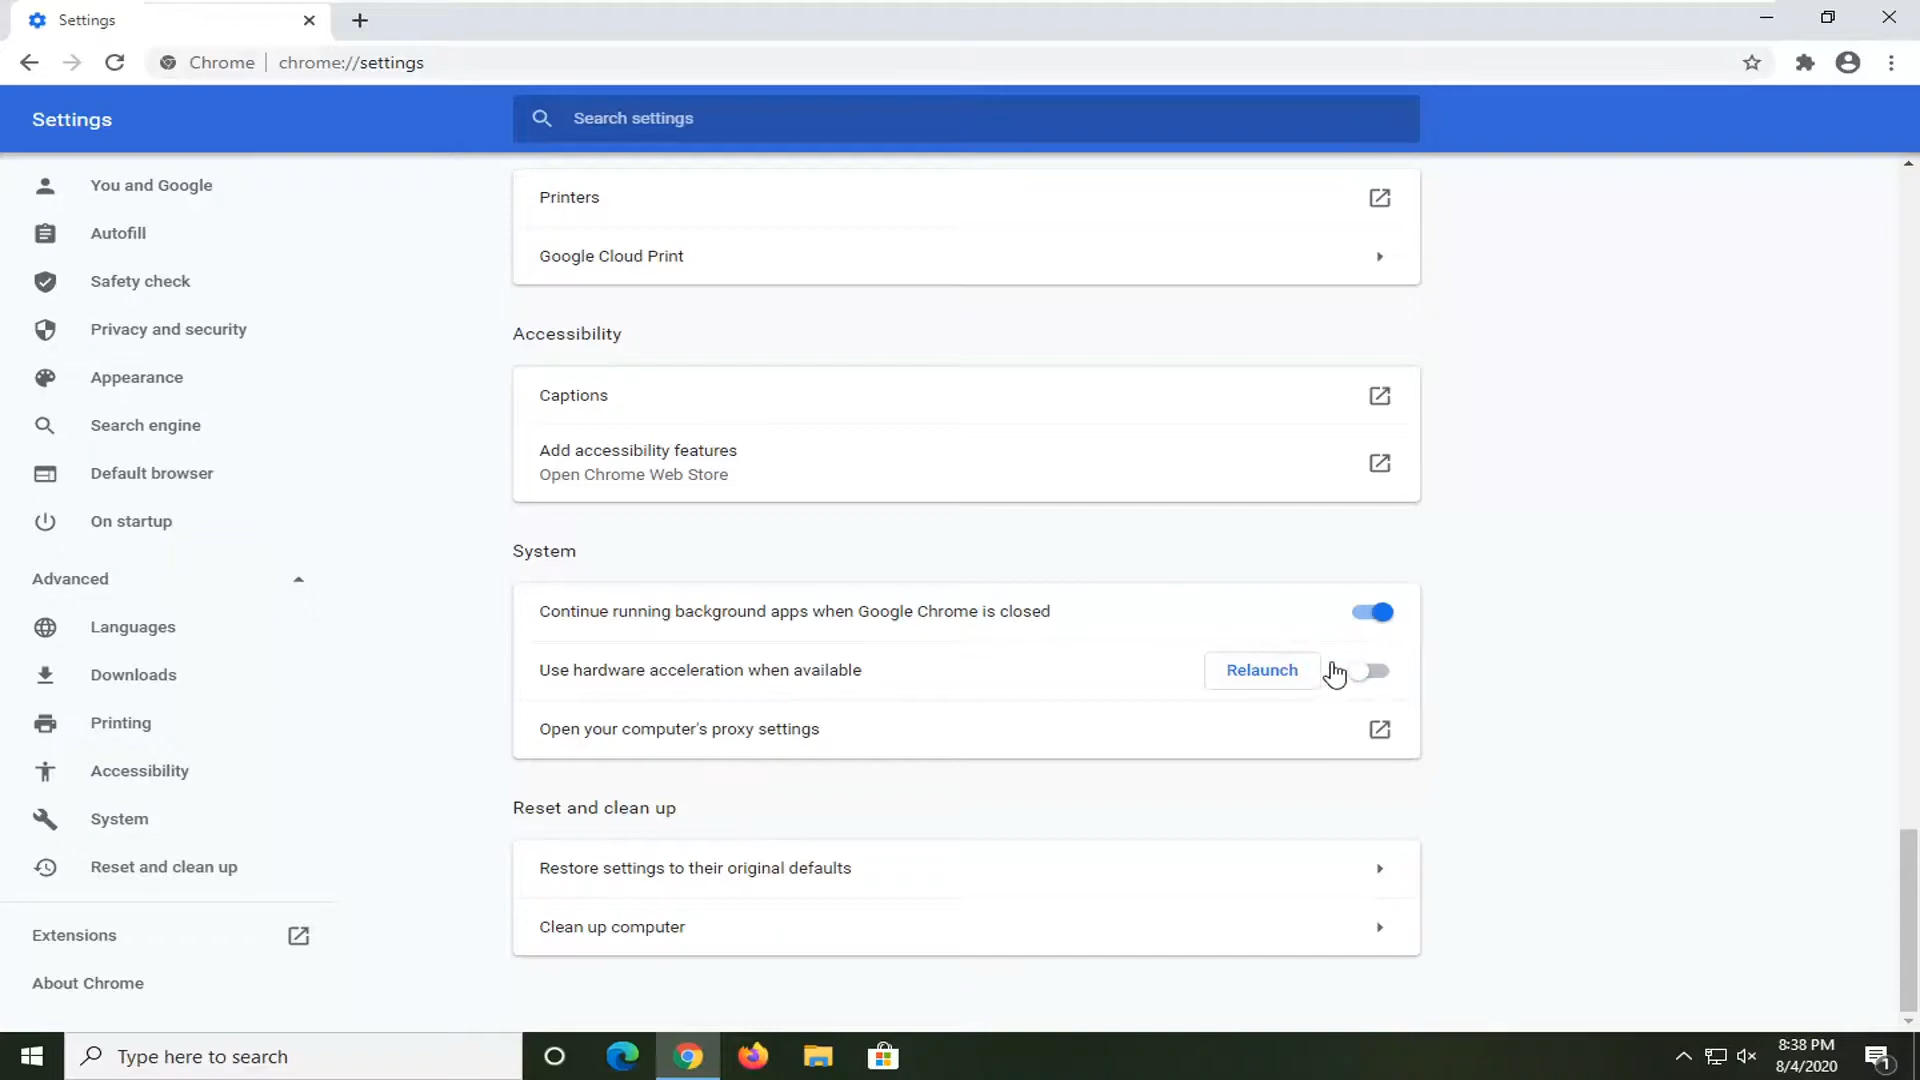 Settings
Chrome
chrome://settings
Settings
Search settings
You and Google
Autofill
Safety check
Privacy and security
Appearance
Search engine
Default browser
On startup
Advanced
Languages
Downloads
Printing
Accessibility
System
Reset and clean up
Extensions
About Chrome
Printers
Google Cloud Print
Accessibility
Captions
Add accessibility features
Open Chrome Web Store
System
Continue running background apps when Google Chrome is closed
Use hardware acceleration when available
Relaunch
Open your computer's proxy settings
Reset and clean up
Restore settings to their original defaults
Clean up computer
Type here to search
8:38 PM
8/4/2020
1